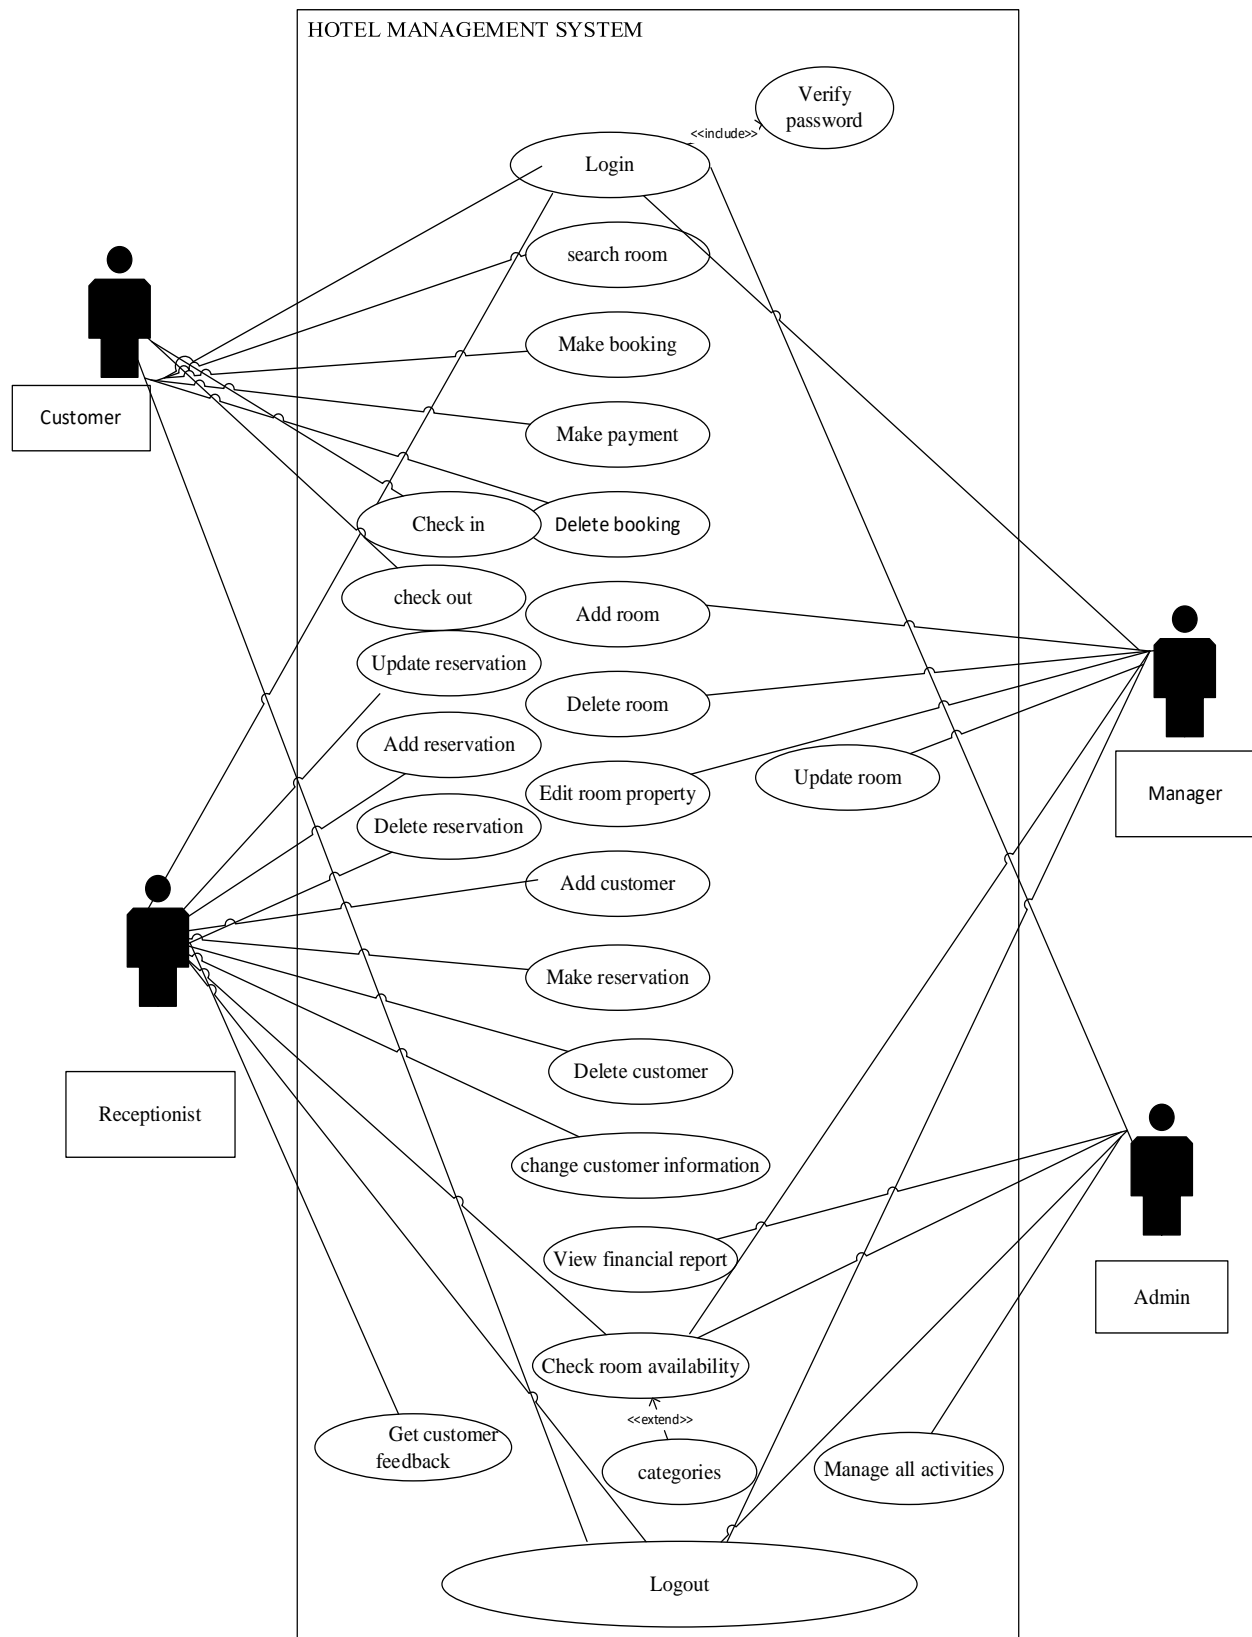 HOTEL MANAGEMENT SYSTEM
Verify
password
<<include>>
Login
search room
Make booking
Customer
Make payment
Check in
Delete booking
check out
Add room
Update reservation
Delete room
Add reservation
Update room
Edit room property
Manager
Delete reservation
Add customer
Make reservation
Delete customer
Receptionist
change customer information
View financial report
Admin
Check room availability
<<extend>>
Get customer
feedback
categories
Manage all activities
Logout